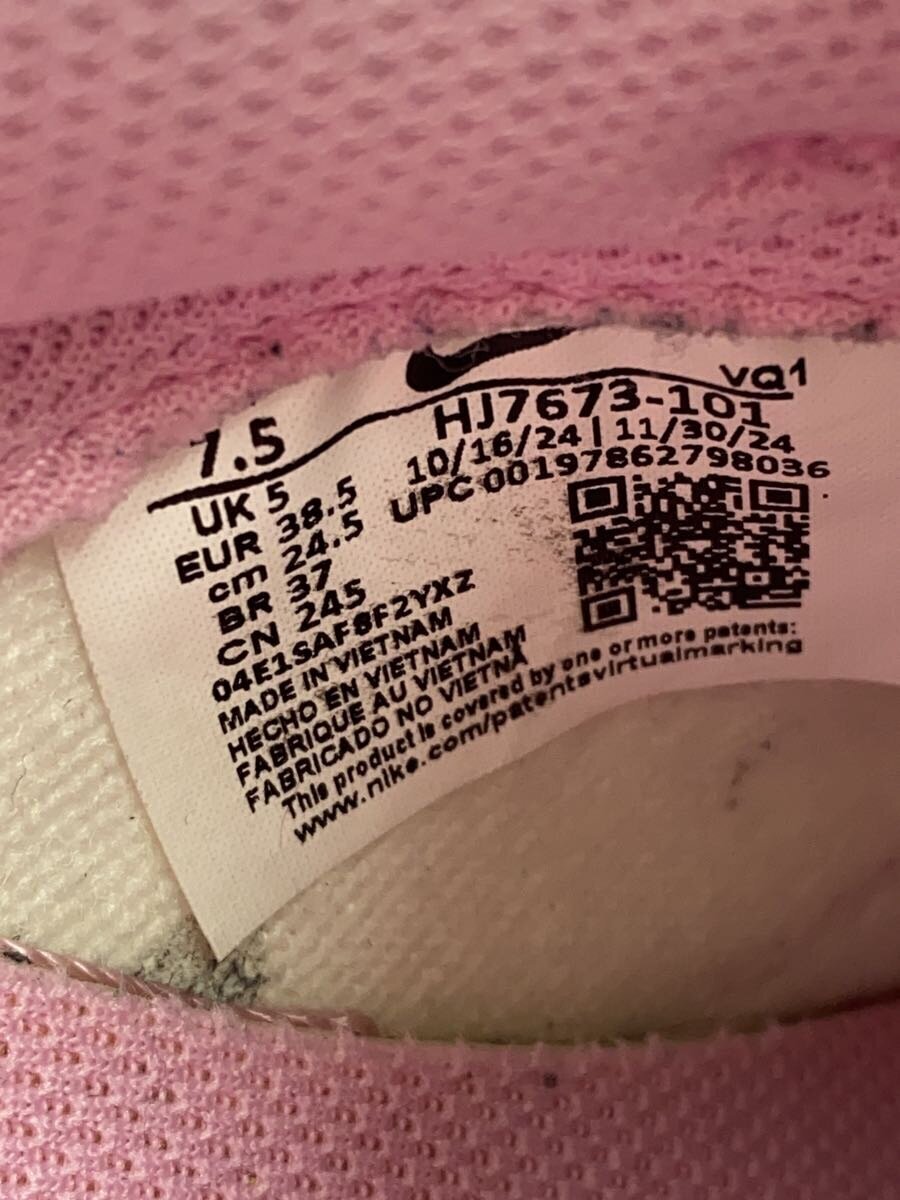 7.5
HJ7673-101
VQ1
10/16/24 | 11/30/24
UPC 00197862798036
UK 5
EUR 38.5
cm 24.5
BR 37
CN 245
04E1SAF8F2YXZ
MADE IN VIETNAM
HECHO EN VIETNAM
FABRIQUE AU VIETNAM
FABRICADO NO VIETNÃ
This product is covered by one or more patents:
www.nike.com/patentsvirtualmarking